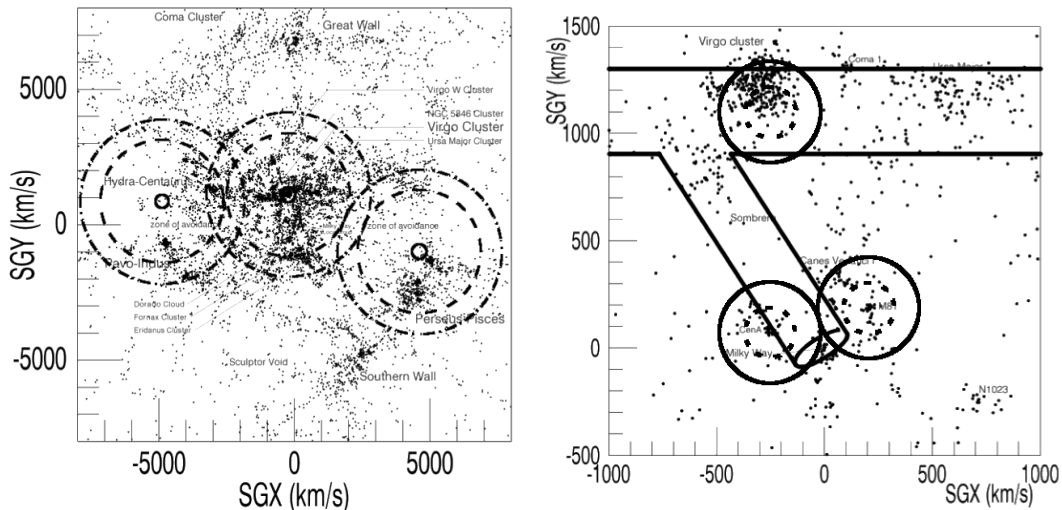 Coma Cluster
Great Wall
5000
Virgo W Cluster
NGC 5846 Cluster
Virgo Cluster
Ursa Major Cluster
Hydra-Centaurus
SGY (km/s)
0
zone of avoidance
zone of avoidance
Pavo-Indus
Dorado Cloud
Fornax Cluster
Eridanus Cluster
Perseus-Pisces
-5000
Sculptor Void
Southern Wall
-5000
0
5000
SGX (km/s)
1500
Virgo cluster
Coma 1
Ursa Major
SGY (km/s)
1000
500
Sombrero
M81
CenA
0
Milky Way
N1023
-500
-1000
-500
0
500
1000
SGX (km/s)